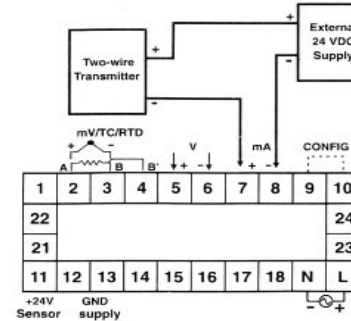 +
External
24 VDC
Supply
-
Two-wire
Transmitter
+
-
mV/TC/RTD
+ -
A B B'
V
+ -
mA
+ -
CONFIG
1 2 3 4 5 6 7 8 9 10
22 24
21 23
11 12 13 14 15 16 17 18 N L
+24V GND
Sensor supply
- +